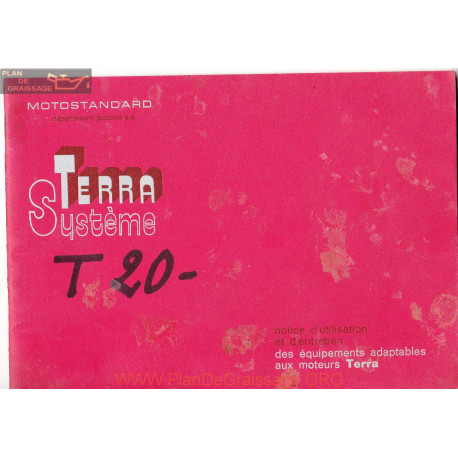 PLAN
DE
GRAISSAGE
MOTOSTANDARD
TERRA
Système
T 20-
notice d'utilisation
et d'entretien
des équipements adaptables
aux moteurs Terra
www.PlanDeGraissage.ORG